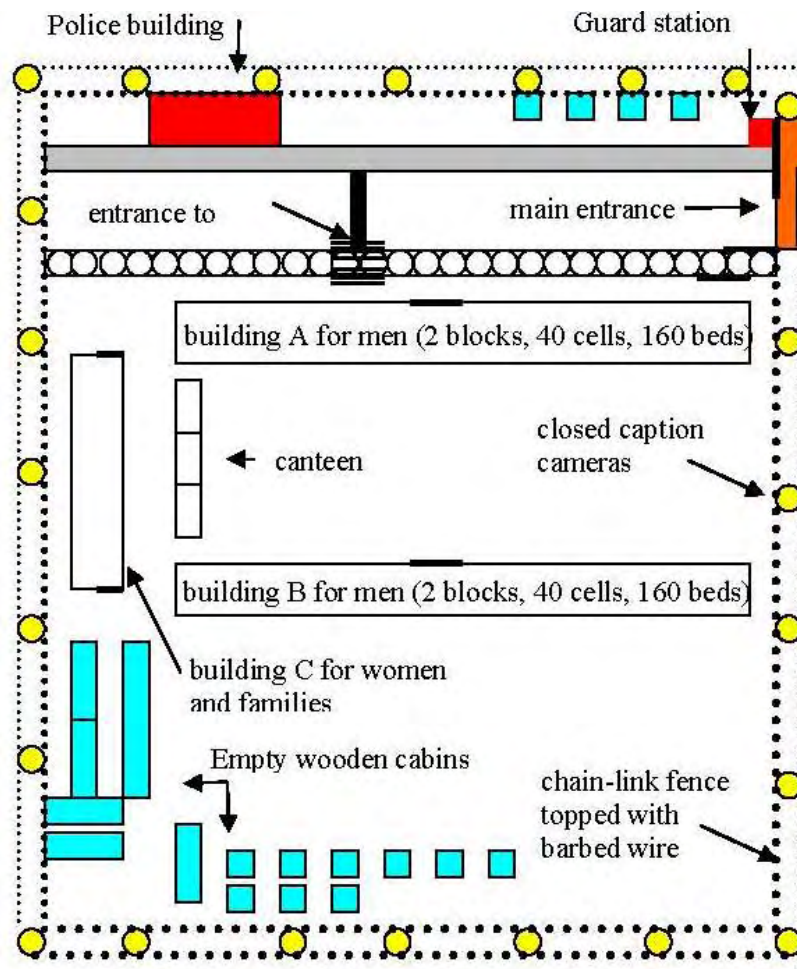 Police building
Guard station
entrance to
main entrance
building A for men (2 blocks, 40 cells, 160 beds)
canteen
closed caption
cameras
building B for men (2 blocks, 40 cells, 160 beds)
building C for women
and families
Empty wooden cabins
chain-link fence
topped with
barbed wire